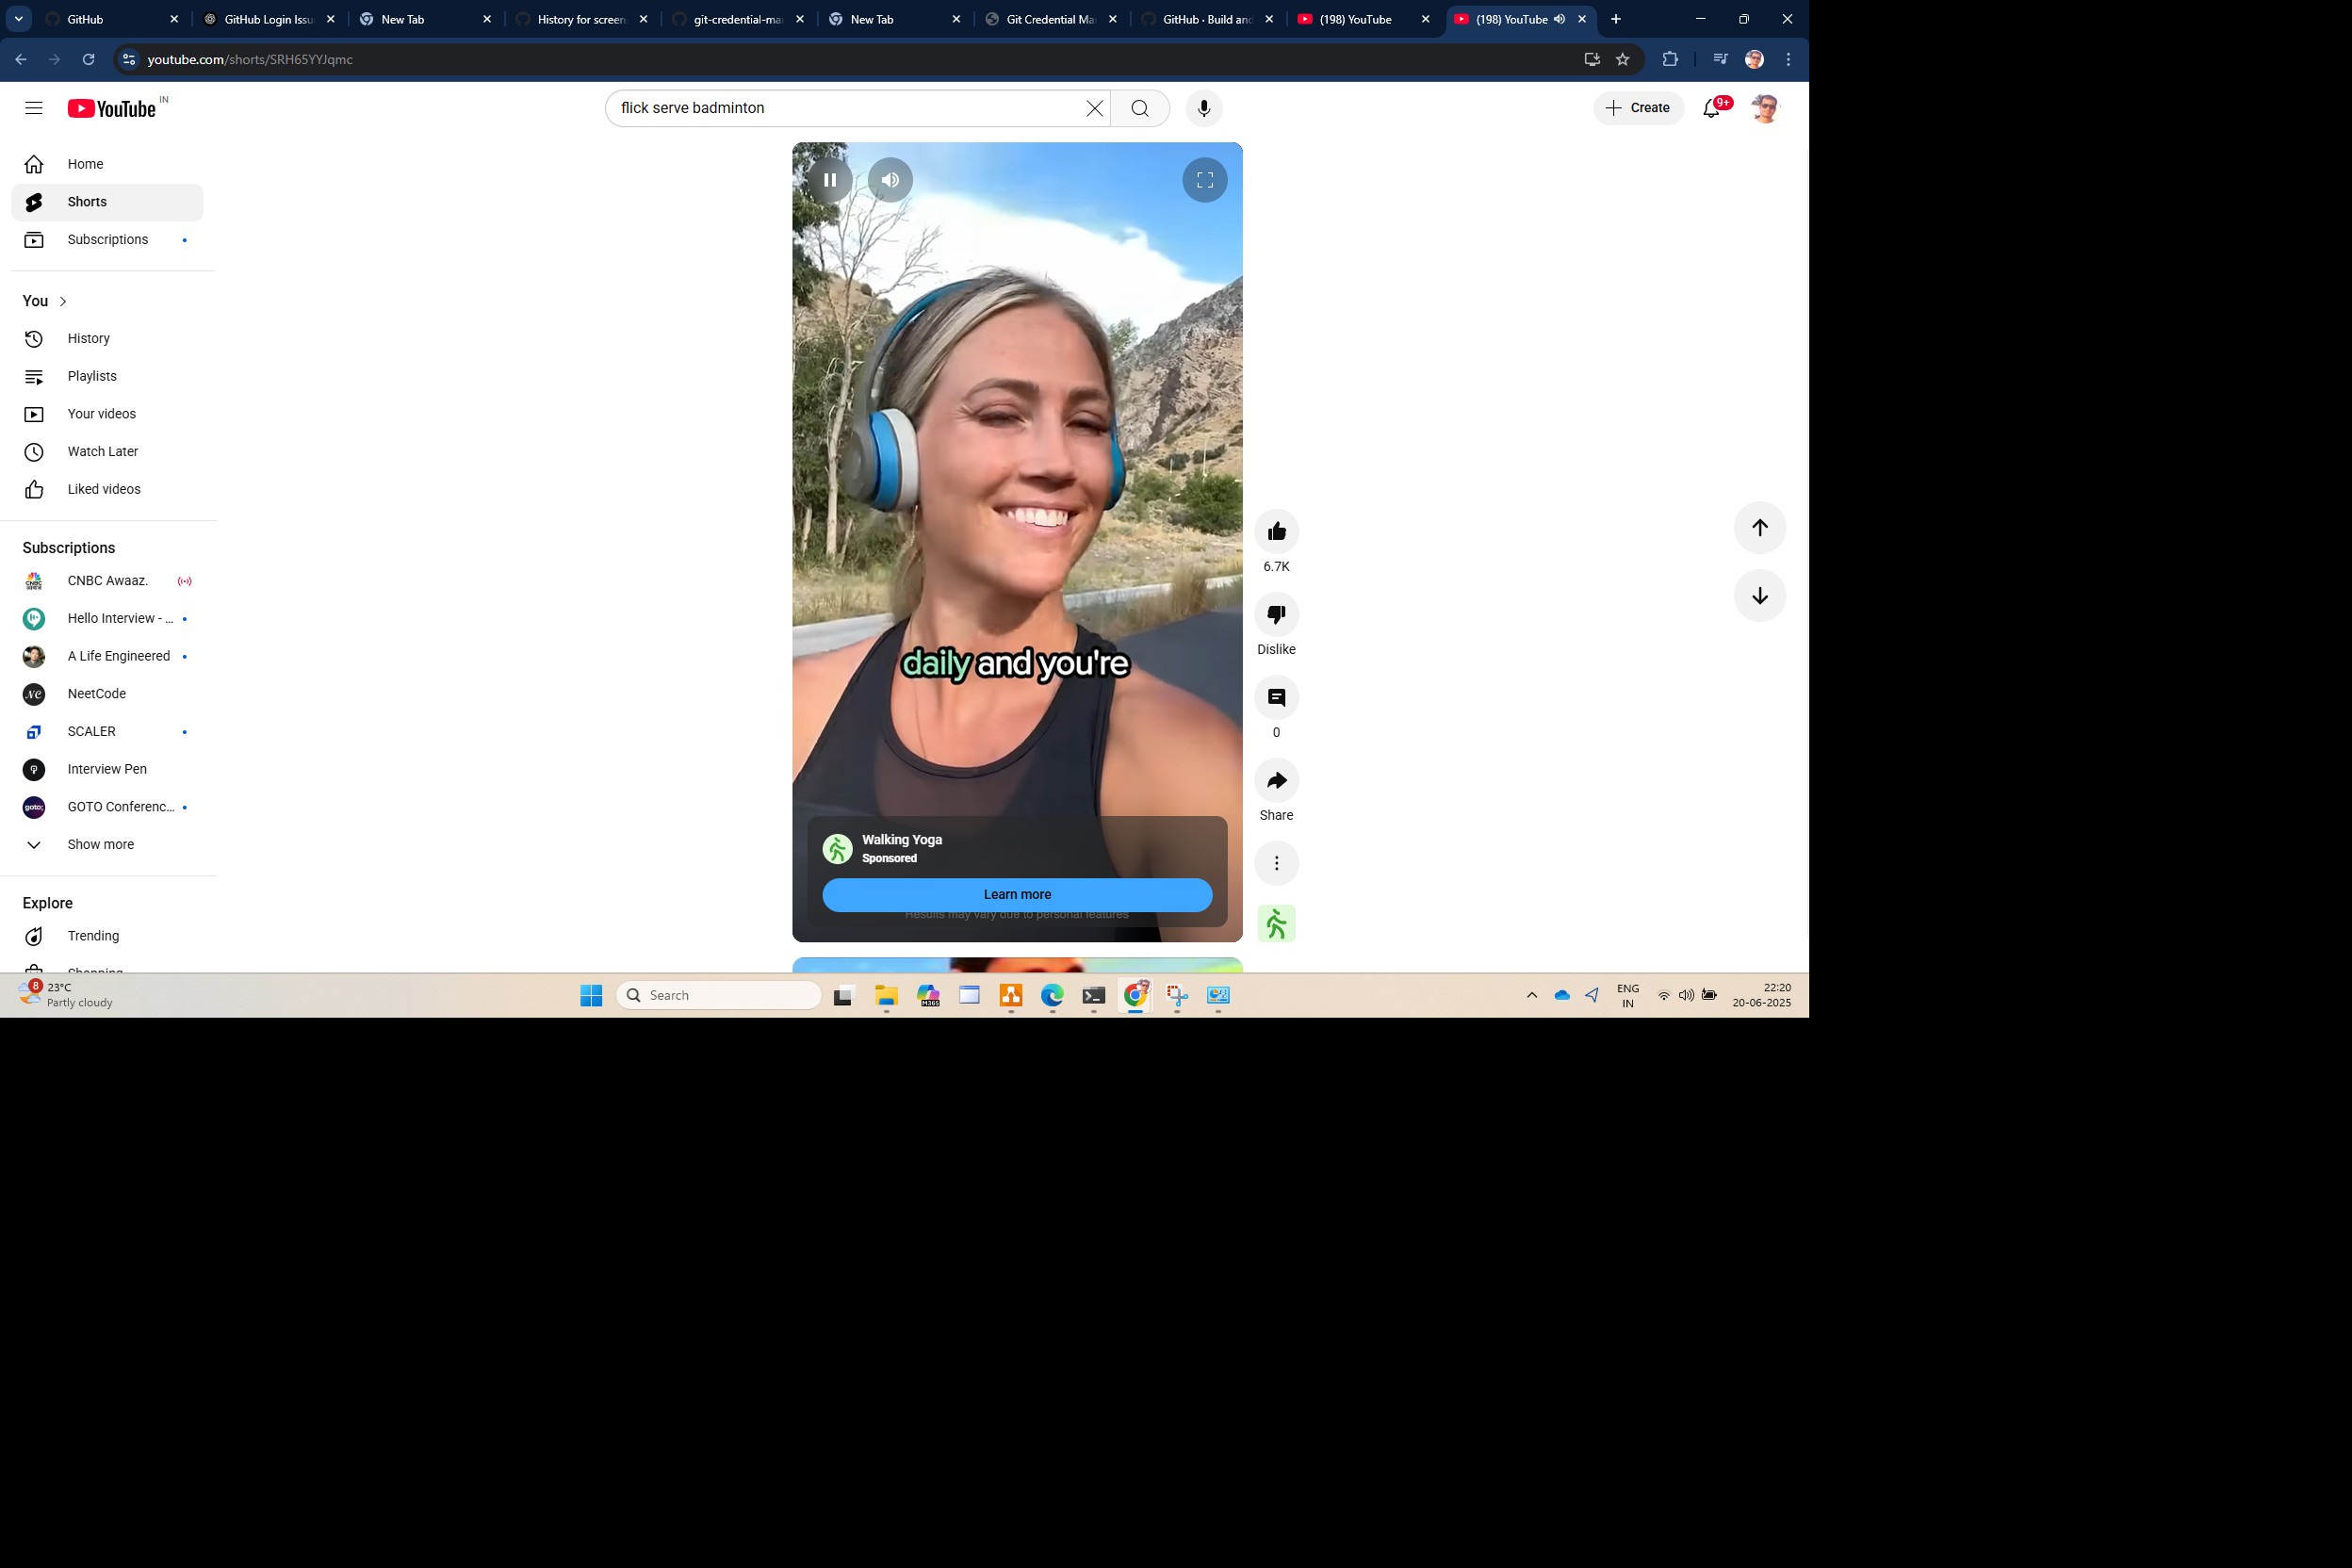 GitHub
GitHub Login Issu
New Tab
History for screen
git-credential-ma
New Tab
Git Credential Ma
GitHub · Build and
(198) YouTube
(198) YouTube
youtube.com/shorts/SRH65YYJqmc
YouTube IN
flick serve badminton
Create
9+
Home
Shorts
Subscriptions
You
History
Playlists
Your videos
Watch Later
Liked videos
Subscriptions
CNBC Awaaz.
Hello Interview - ...
A Life Engineered
NeetCode
SCALER
Interview Pen
goto; GOTO Conferenc...
Show more
Explore
Trending
Shopping
daily and you're
Walking Yoga
Sponsored
Learn more
Results may vary due to personal features
6.7K
Dislike
0
Share
8
23°C
Partly cloudy
Search
M365
ENG
IN
22:20
20-06-2025